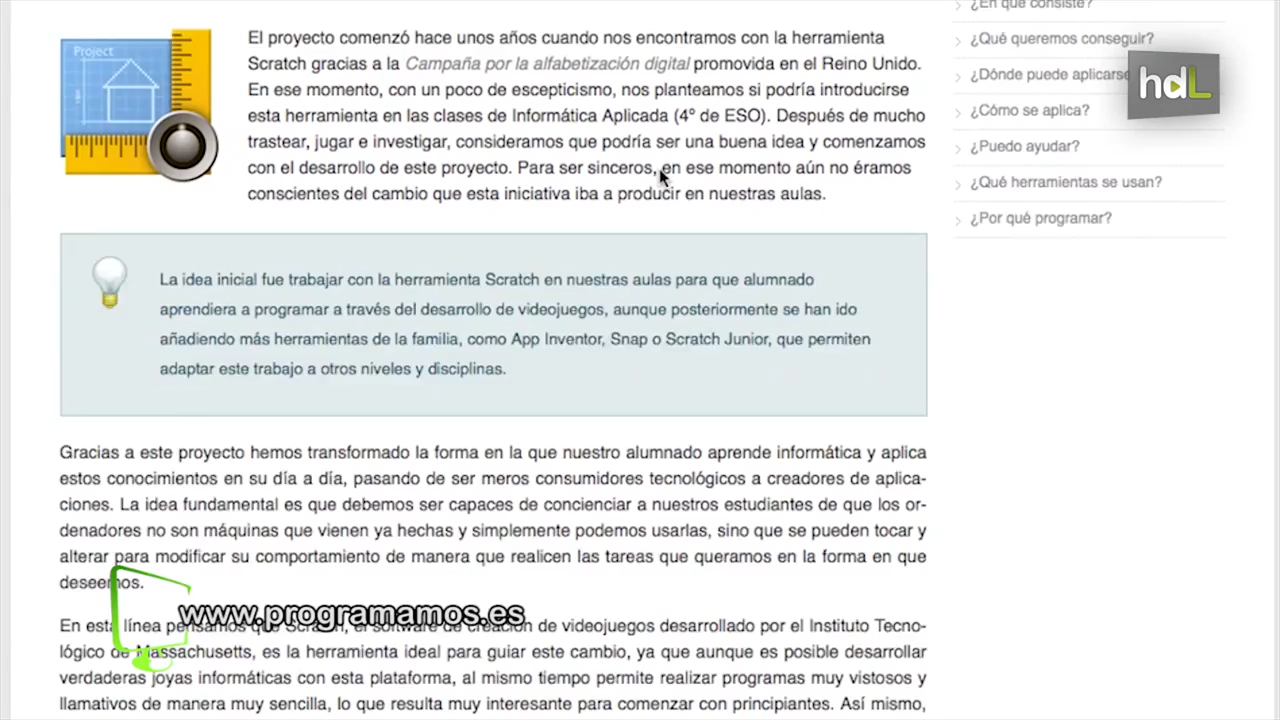 Project
El proyecto comenzó hace unos años cuando nos encontramos con la herramienta
Scratch gracias a la Campaña por la alfabetización digital promovida en el Reino Unido.
En ese momento, con un poco de escepticismo, nos planteamos si podría introducirse
esta herramienta en las clases de Informática Aplicada (4º de ESO). Después de mucho
trastear, jugar e investigar, consideramos que podría ser una buena idea y comenzamos
con el desarrollo de este proyecto. Para ser sinceros, en ese momento aún no éramos
conscientes del cambio que esta iniciativa iba a producir en nuestras aulas.
La idea inicial fue trabajar con la herramienta Scratch en nuestras aulas para que alumnado
aprendiera a programar a través del desarrollo de videojuegos, aunque posteriormente se han ido
añadiendo más herramientas de la familia, como App Inventor, Snap o Scratch Junior, que permiten
adaptar este trabajo a otros niveles y disciplinas.
Gracias a este proyecto hemos transformado la forma en la que nuestro alumnado aprende informática y aplica
estos conocimientos en su día a día, pasando de ser meros consumidores tecnológicos a creadores de aplica-
ciones. La idea fundamental es que debemos ser capaces de concienciar a nuestros estudiantes de que los or-
denadores no son máquinas que vienen ya hechas y simplemente podemos usarlas, sino que se pueden tocar y
alterar para modificar su comportamiento de manera que realicen las tareas que queramos en la forma en que
deseemos.
www.programamos.es
En esta línea pensamos que Scratch, el software de creación de videojuegos desarrollado por el Instituto Tecno-
lógico de Massachusetts, es la herramienta ideal para guiar este cambio, ya que aunque es posible desarrollar
verdaderas joyas informáticas con esta plataforma, al mismo tiempo permite realizar programas muy vistosos y
llamativos de manera muy sencilla, lo que resulta muy interesante para comenzar con principiantes. Así mismo,
¿En qué consiste?
¿Qué queremos conseguir?
¿Dónde puede aplicarse
¿Cómo se aplica?
¿Puedo ayudar?
¿Qué herramientas se usan?
¿Por qué programar?
hdL